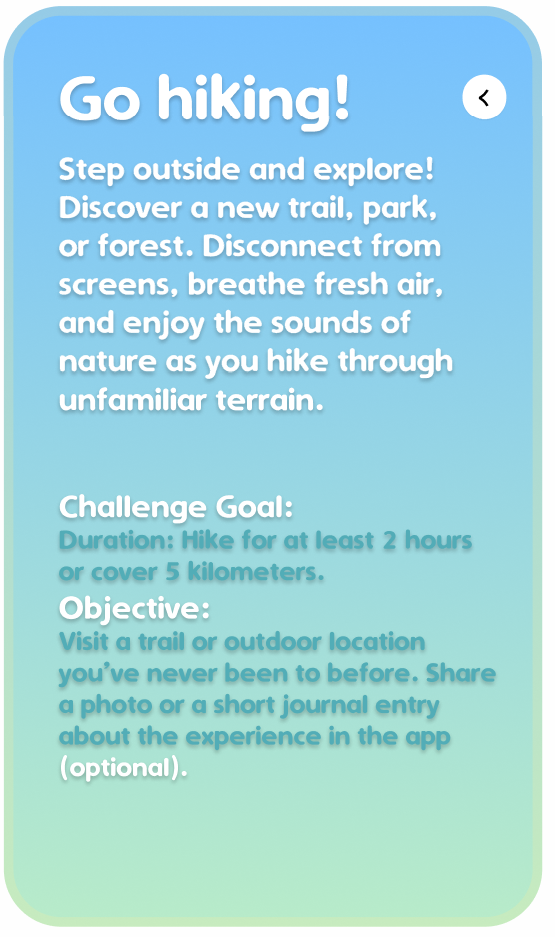 Go hiking!
Step outside and explore!
Discover a new trail, park,
or forest. Disconnect from
screens, breathe fresh air,
and enjoy the sounds of
nature as you hike through
unfamiliar terrain.
Challenge Goal:
Duration: Hike for at least 2 hours
or cover 5 kilometers.
Objective:
Visit a trail or outdoor location
you’ve never been to before. Share
a photo or a short journal entry
about the experience in the app
(optional).